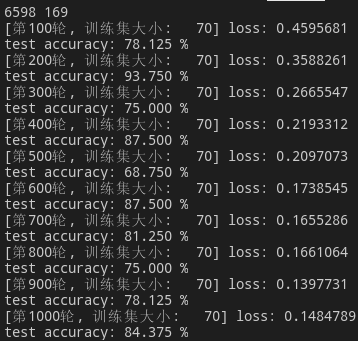 6598 169
[第100轮, 训练集大小:   70] loss: 0.4595681
test accuracy: 78.125 %
[第200轮, 训练集大小:   70] loss: 0.3588261
test accuracy: 93.750 %
[第300轮, 训练集大小:   70] loss: 0.2665547
test accuracy: 75.000 %
[第400轮, 训练集大小:   70] loss: 0.2193312
test accuracy: 87.500 %
[第500轮, 训练集大小:   70] loss: 0.2097073
test accuracy: 68.750 %
[第600轮, 训练集大小:   70] loss: 0.1738545
test accuracy: 87.500 %
[第700轮, 训练集大小:   70] loss: 0.1655286
test accuracy: 81.250 %
[第800轮, 训练集大小:   70] loss: 0.1661064
test accuracy: 75.000 %
[第900轮, 训练集大小:   70] loss: 0.1397731
test accuracy: 78.125 %
[第1000轮, 训练集大小:   70] loss: 0.1484789
test accuracy: 84.375 %